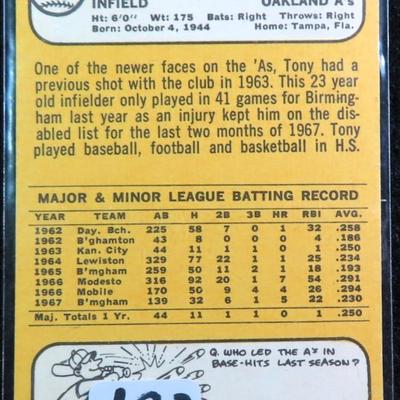 INFIELD OAKLAND A's
Ht: 6'0" Wt: 175 Bats: Right Throws: Right
Born: October 4, 1944 Home: Tampa, Fla.
One of the newer faces on the 'As, Tony had
a previous shot with the club in 1963. This 23 year
old infielder only played in 41 games for Birming-
ham last year as an injury kept him on the dis-
abled list for the last two months of 1967. Tony
played baseball, football and basketball in H.S.
MAJOR & MINOR LEAGUE BATTING RECORD
YEAR TEAM AB H 2B 3B HR RBI AVG.
1962 Day. Bch. 225 58 7 0 1 32 .258
1962 B'ghamton 43 8 0 0 0 4 .186
1963 Kan. City 44 11 1 0 0 1 .250
1964 Lewiston 329 77 22 1 1 25 .234
1965 B'mgham 259 50 11 2 1 18 .193
1966 Modesto 316 92 20 1 7 54 .291
1966 Mobile 170 50 9 4 4 26 .294
1967 B'mgham 139 32 6 1 5 22 .230
Maj. Totals 1 Yr. 44 11 1 0 0 1 .250
Q. WHO LED THE A's IN
BASE-HITS LAST SEASON?